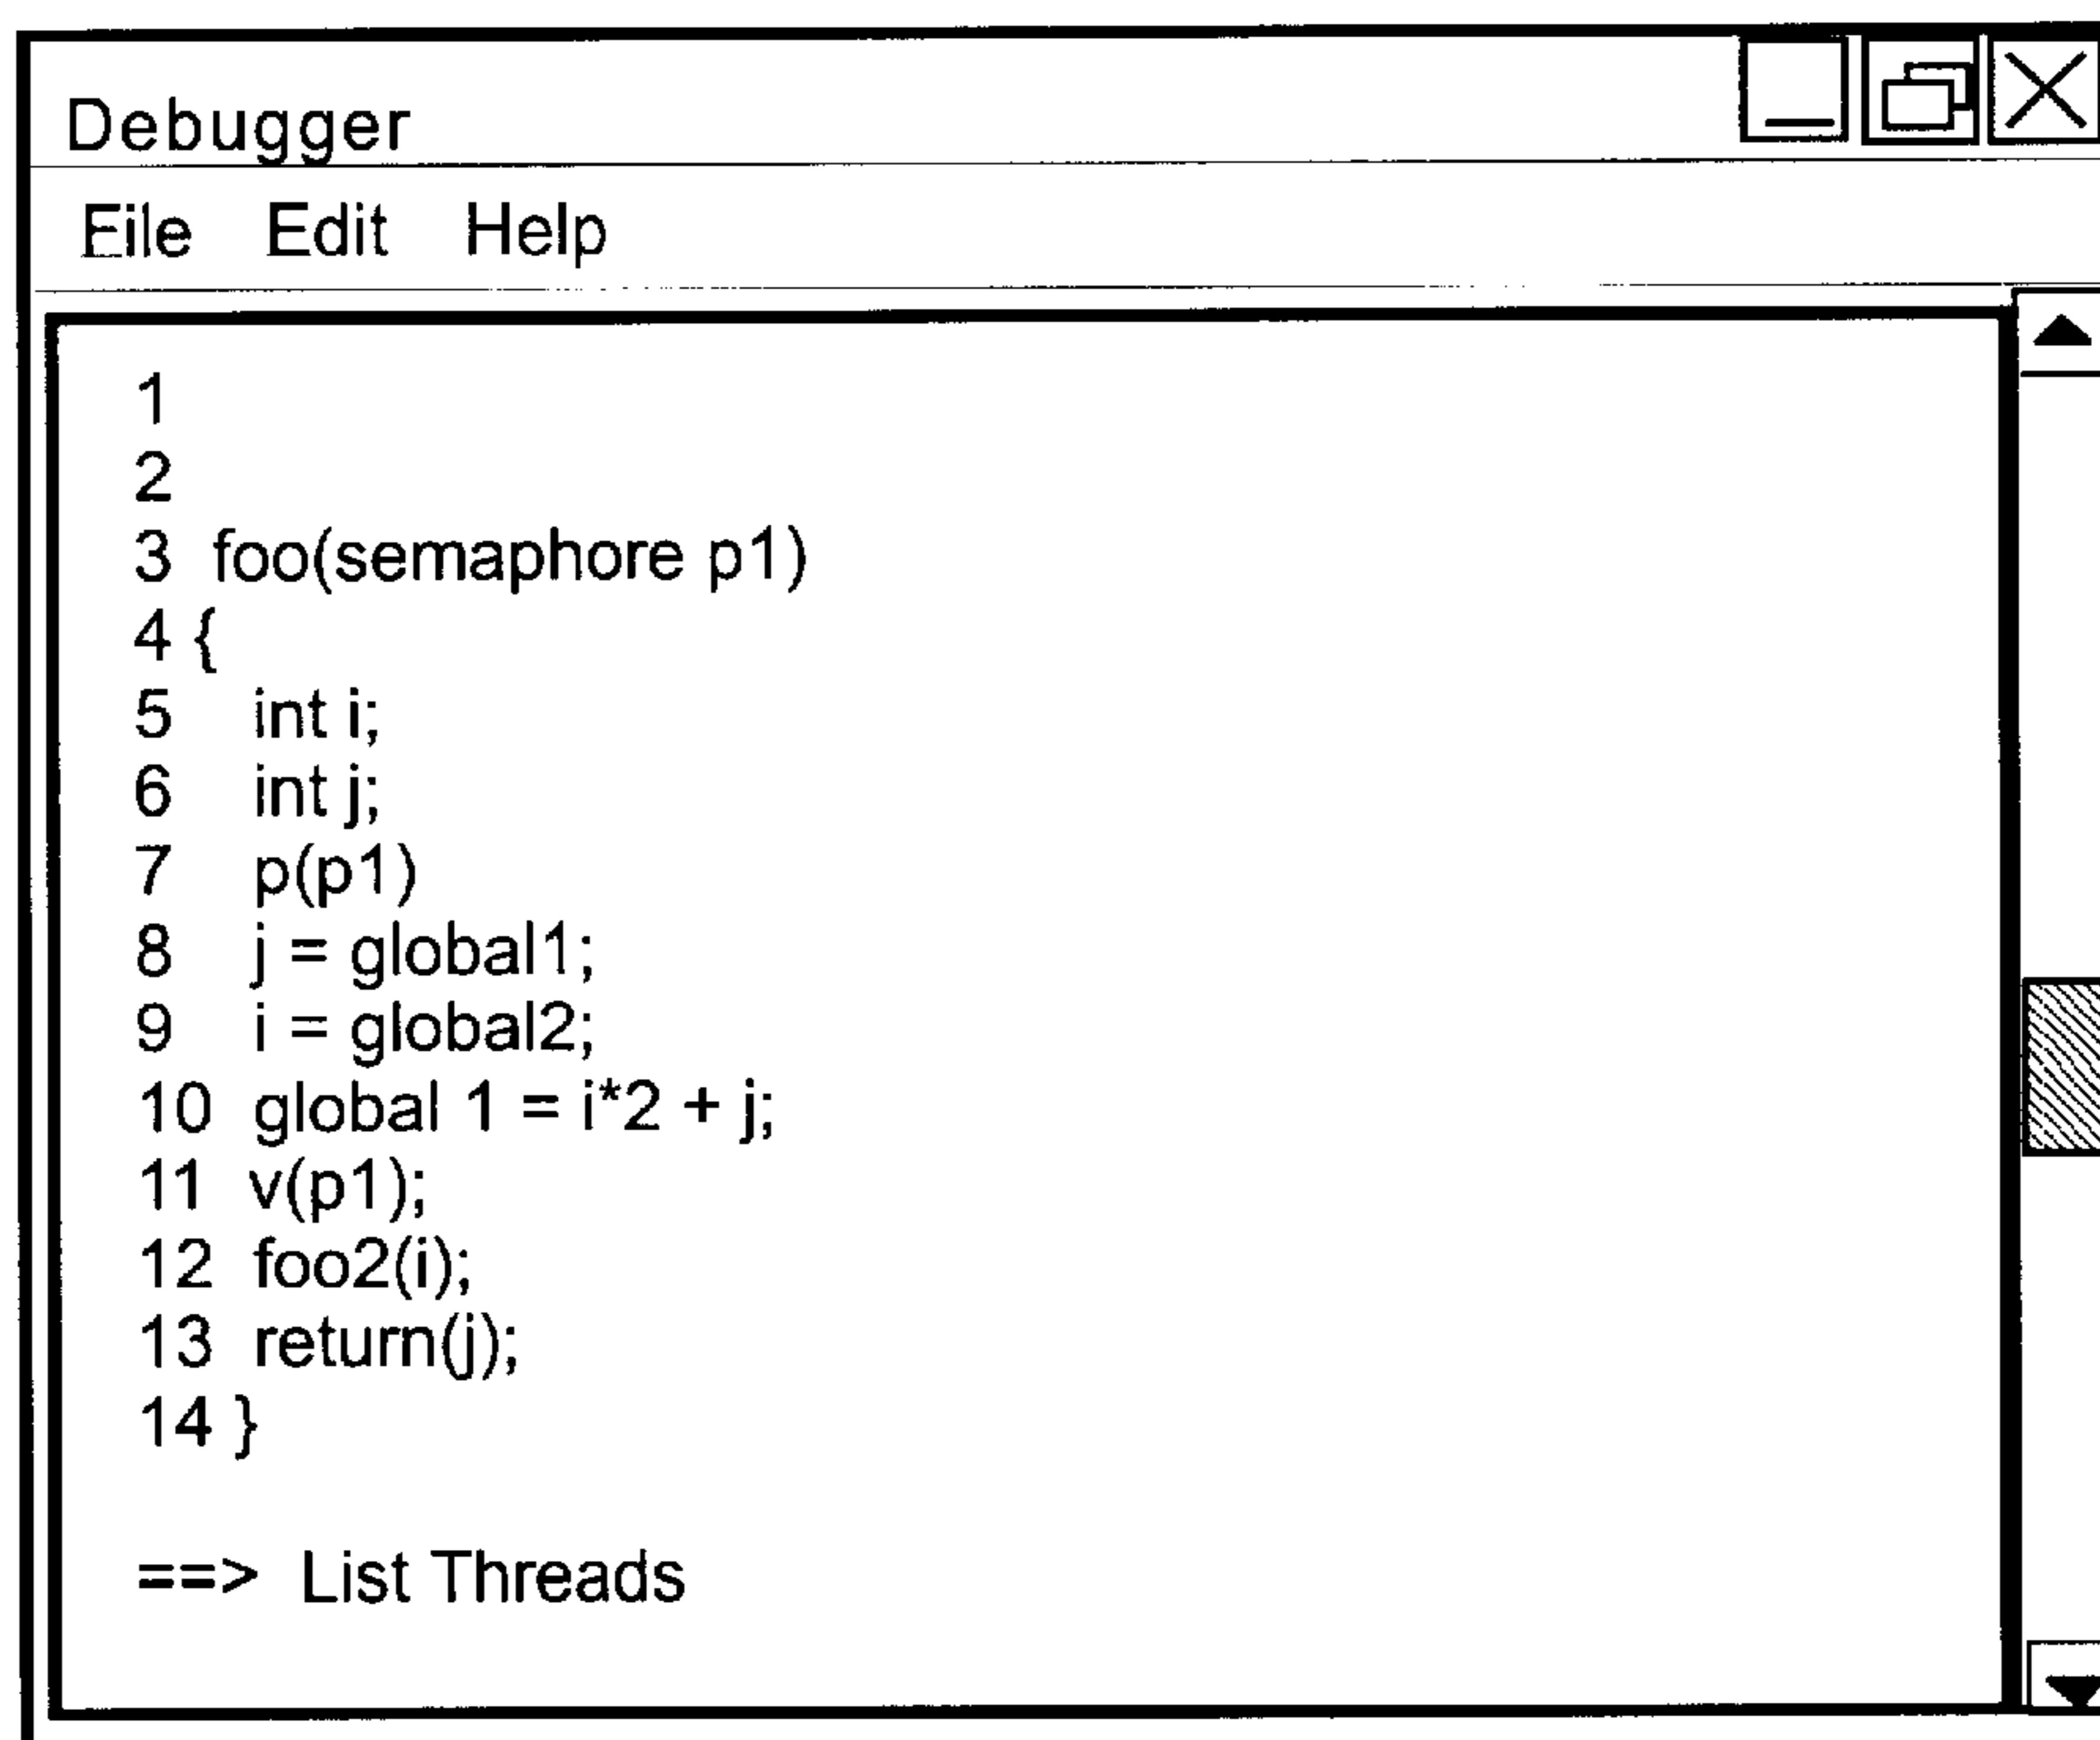 Debugger
File Edit Help
1
2
3 foo(semaphore p1)
4 {
5 int i;
6 int j;
7 p(p1)
8 j = global1;
9 i = global2;
10 global 1 = i*2 + j;
11 v(p1);
12 foo2(i);
13 return(j);
14 }
==> List Threads